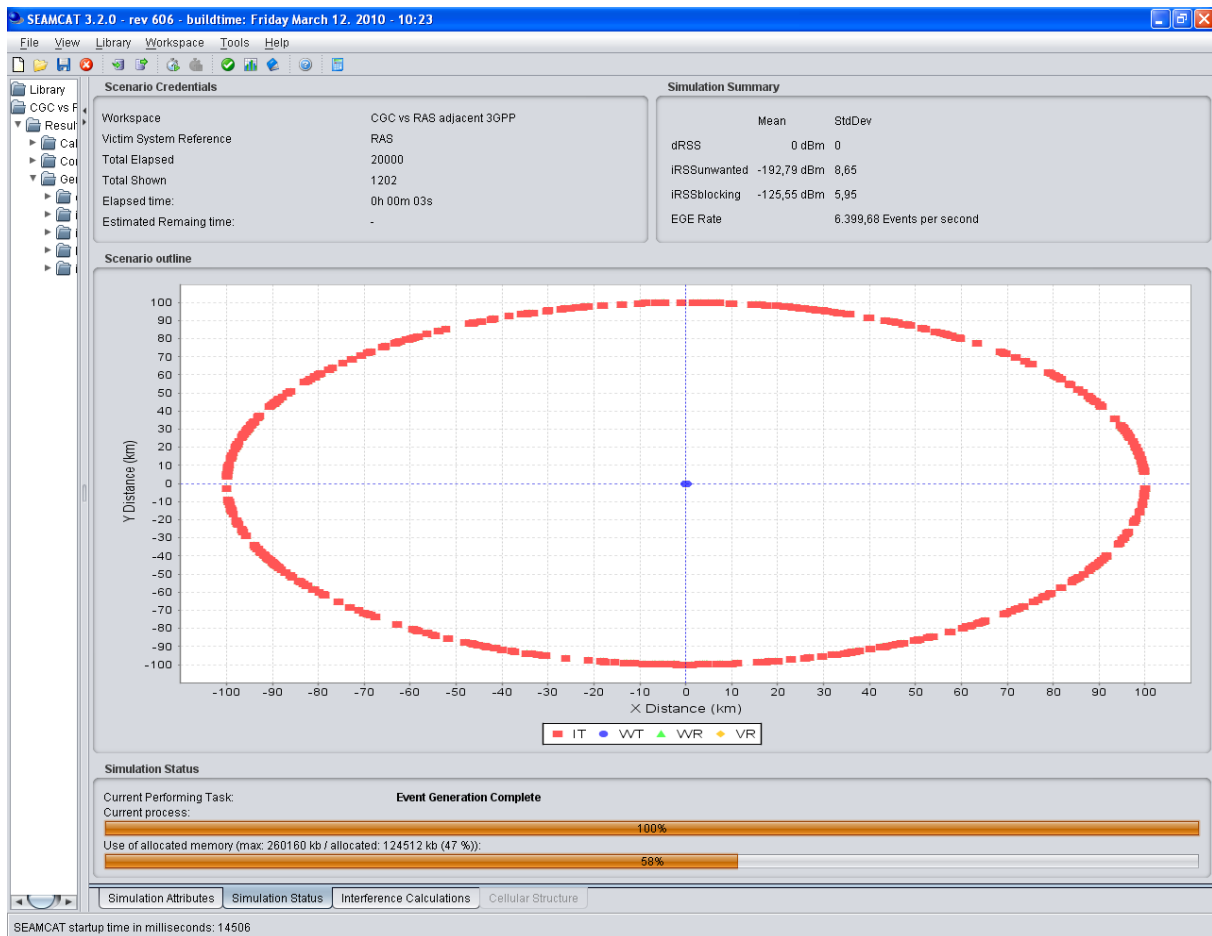 SEAMCAT 3.2.0 - rev 606 - buildtime: Friday March 12. 2010 - 10:23
File View Library Workspace Tools Help
Library
CGC vs R
Resul
Cal
Co
Ge
Scenario Credentials
Workspace CGC vs RAS adjacent 3GPP
Victim System Reference RAS
Total Elapsed 20000
Total Shown 1202
Elapsed time: 0h 00m 03s
Estimated Remaing time: -
Simulation Summary
Mean StdDev
dRSS 0 dBm 0
iRSSunwanted -192,79 dBm 8,65
iRSSblocking -125,55 dBm 5,95
EGE Rate 6.399,68 Events per second
Scenario outline
100
90
80
70
60
50
40
30
20
10
0
-10
-20
-30
-40
-50
-60
-70
-80
-90
-100
Y Distance (km)
-100 -90 -80 -70 -60 -50 -40 -30 -20 -10 0 10 20 30 40 50 60 70 80 90 100
X Distance (km)
IT WT WR VR
Simulation Status
Current Performing Task: Event Generation Complete
Current process:
100%
Use of allocated memory (max: 260160 kb / allocated: 124512 kb (47 %)):
58%
Simulation Attributes Simulation Status Interference Calculations Cellular Structure
SEAMCAT startup time in milliseconds: 14506